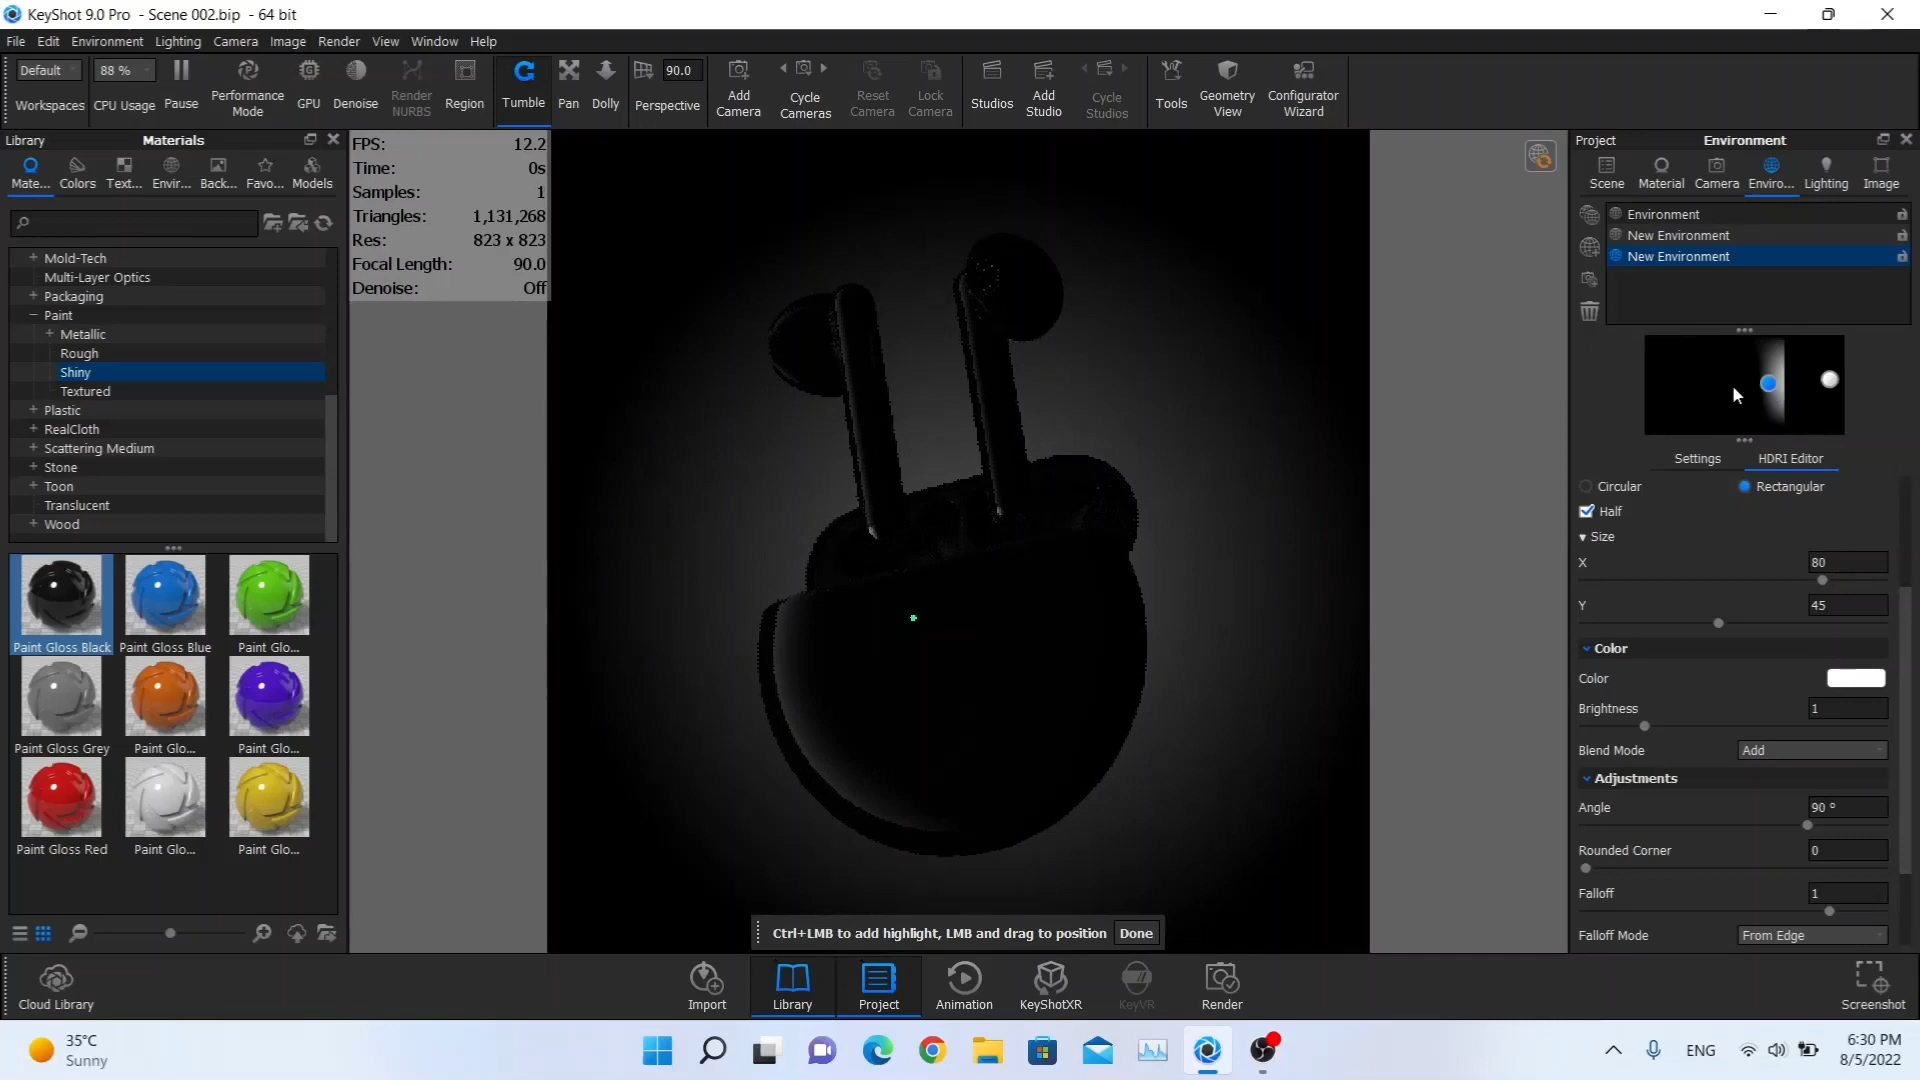 KeyShot 9.0 Pro - Scene 002.bip - 64 bit
File Edit Environment Lighting Camera Image Render View Window Help
Default 88 % 90.0
Workspaces CPU Usage Pause Performance Mode GPU Denoise Render NURBS Region Tumble Pan Dolly Perspective Add Camera Cycle Cameras Reset Camera Lock Camera Studios Add Studio Cycle Studios Tools Geometry View Configurator Wizard
Library Materials
Mate... Colors Text... Envir... Back... Favo... Models
Mold-Tech
Multi-Layer Optics
Packaging
Paint
Metallic
Rough
Shiny
Textured
Plastic
RealCloth
Scattering Medium
Stone
Toon
Translucent
Wood
Paint Gloss Black Paint Gloss Blue Paint Glo...
Paint Gloss Grey Paint Glo... Paint Glo...
Paint Gloss Red Paint Glo... Paint Glo...
FPS: 12.2
Time: 0s
Samples: 1
Triangles: 1,131,268
Res: 823 x 823
Focal Length: 90.0
Denoise: Off
Ctrl+LMB to add highlight, LMB and drag to position Done
Project Environment
Scene Material Camera Enviro... Lighting Image
Environment
New Environment
New Environment
Settings HDRI Editor
Circular Rectangular
Half
Size
X 80
Y 45
Color
Color
Brightness 1
Blend Mode Add
Adjustments
Angle 90 °
Rounded Corner 0
Falloff 1
Falloff Mode From Edge
Cloud Library Import Library Project Animation KeyShotXR KeyVR Render Screenshot
35°C
Sunny
ENG
6:30 PM
8/5/2022